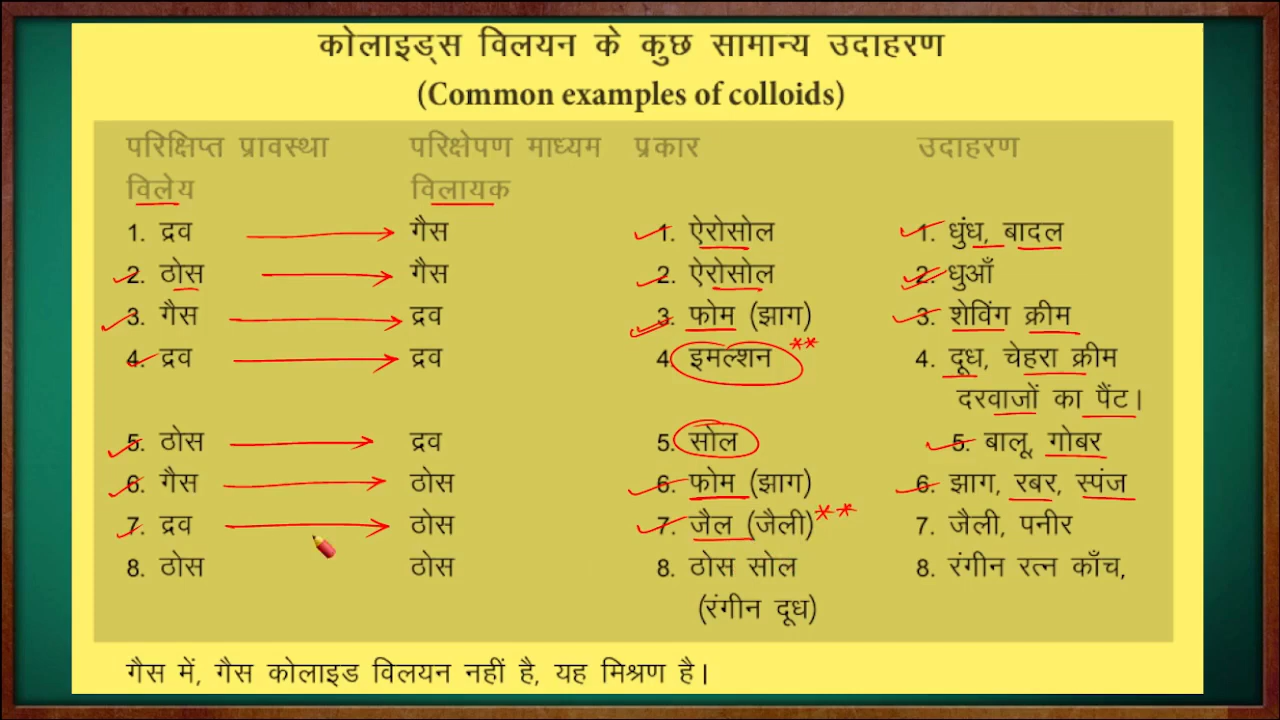 कोलाइड्स विलयन के कुछ सामान्य उदाहरण
(Common examples of colloids)
परिक्षिप्त प्रावस्था परिक्षेपण माध्यम प्रकार उदाहरण
विलेय विलायक
1. द्रव गैस 1. ऐरोसोल 1. धुंध, बादल
2. ठोस गैस 2. ऐरोसोल 2. धुआँ
3. गैस द्रव 3. फोम (झाग) 3. शेविंग क्रीम
4. द्रव द्रव 4. इमल्शन ** 4. दूध, चेहरा क्रीम
दरवाजों का पैंट।
5. ठोस द्रव 5. सोल 5. बालू, गोबर
6. गैस ठोस 6. फोम (झाग) 6. झाग, रबर, स्पंज
7. द्रव ठोस 7. जैल (जैली) ** 7. जैली, पनीर
8. ठोस ठोस 8. ठोस सोल 8. रंगीन रत्न काँच,
(रंगीन दूध)
गैस में, गैस कोलाइड विलयन नहीं है, यह मिश्रण है।